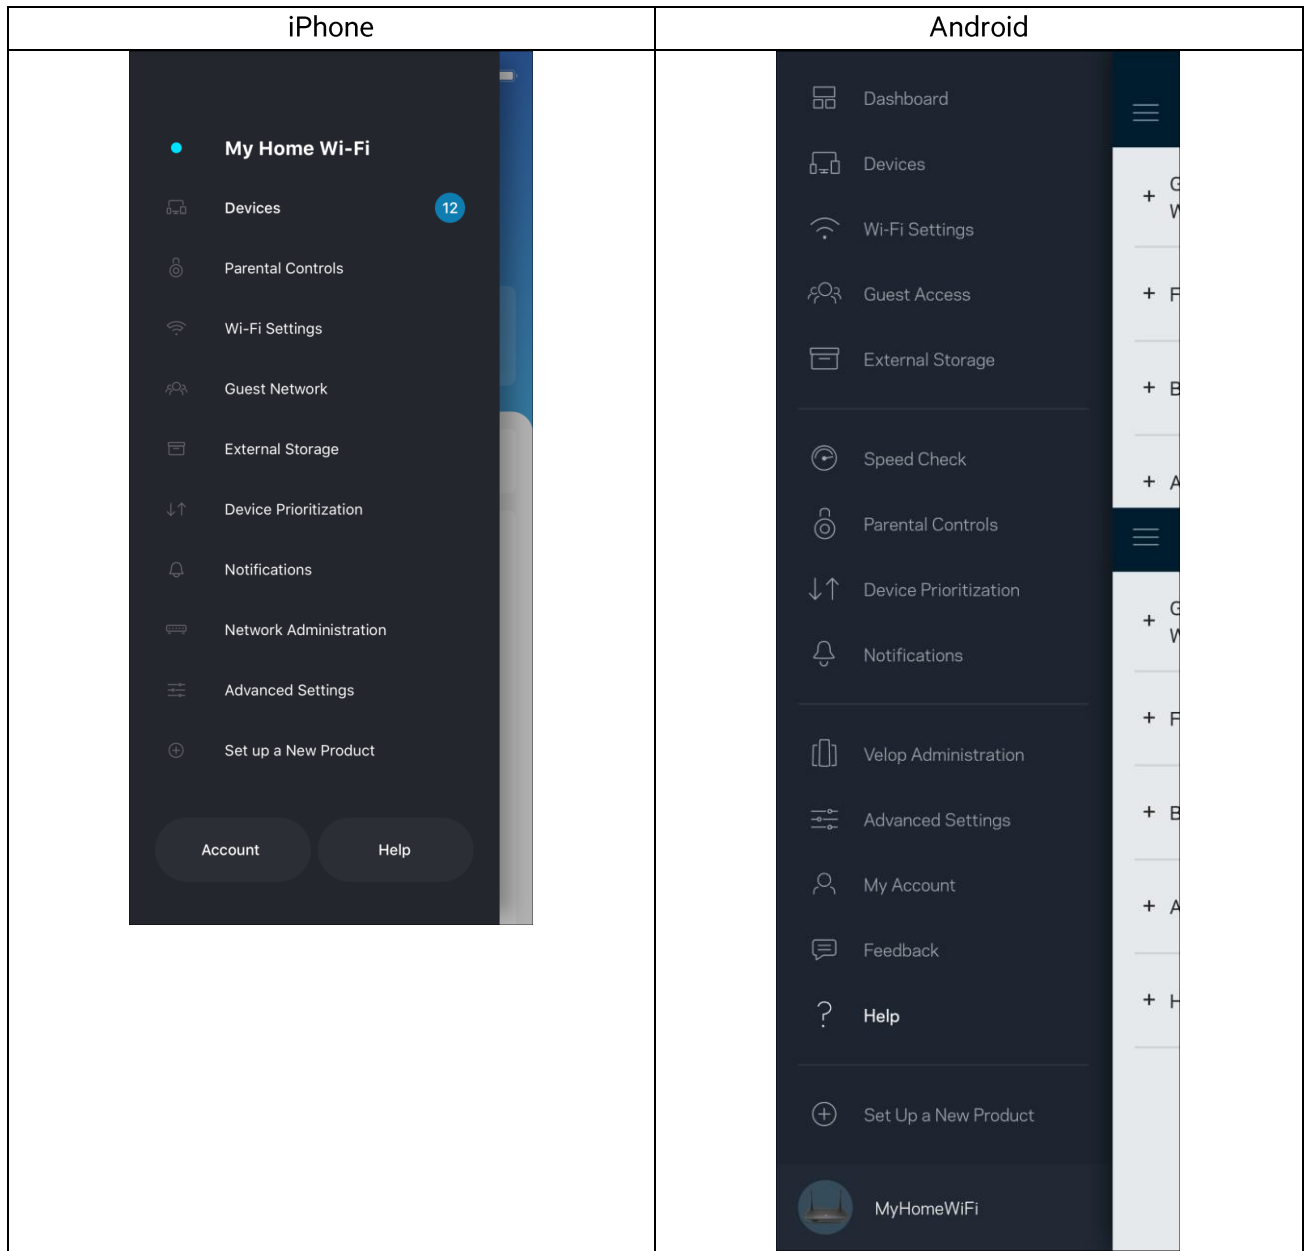 iPhone
Android
My Home Wi-Fi
Devices 12
Parental Controls
Wi-Fi Settings
Guest Network
External Storage
Device Prioritization
Notifications
Network Administration
Advanced Settings
Set up a New Product
Account Help
Dashboard
Devices
Wi-Fi Settings
Guest Access
External Storage
Speed Check
Parental Controls
Device Prioritization
Notifications
Velop Administration
Advanced Settings
My Account
Feedback
Help
Set Up a New Product
MyHomeWiFi
+ G
W
+ F
+ B
+ A
+ G
W
+ F
+ B
+ A
+ H